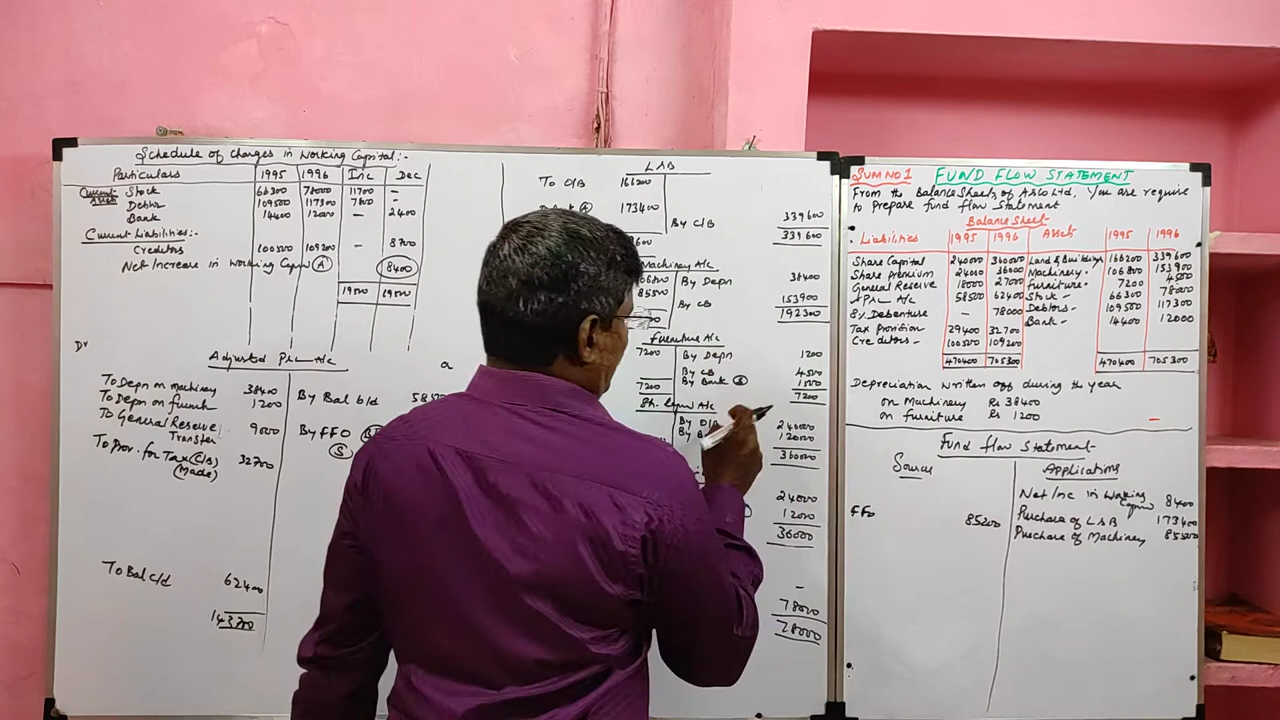 Schedule of Changes in Working Capital:-
Particulars 1995 1996 Inc Dec
Current Assets
Stock 66300 78000 11700 -
Debtor 109500 117300 7800 -
Bank 14400 12000 - 2400
Current Liabilities:-
Creditors 100500 109200 - 8700
Net Increase in Working Capital (A) 8400
19500 19500
Dr Adjusted P&L A/c
To Depn on machinery 38400
To Depn on furnit 1200
To General Reserve Transfer 9000
To Prov. for Tax (C/B) (Made) 32700
To Bal c/d 62400
143700
By Bal b/d
By FFO
(S)
L&B
To O/B 166200
(A) 173400
By C/B 339600
339600
Machinery A/c
85500
By Depn 38400
By CB 153900
192300
Furniture A/c
7200 By Depn 1200
By CB 4500
By Bank (S)
7200 7200
Sh. A/c
By O/B 240000
By 120000
360000
24000
12000
36000
-
78000
78000
SUM NO 1 FUND FLOW STATEMENT
From the Balance Sheets of Asco Ltd, You are require
to Prepare fund flow Statement
Balance Sheet
Liabilities 1995 1996 Assets 1995 1996
Share Capital 240000 360000 Land & Buildings 166200 339600
Share premium 24000 36000 Machinery 106800 153900
General Reserve 18000 27000 furniture 7200 4500
P&L A/c 58500 62400 Stock - 66300 78000
8% Debenture - 78000 Debtors - 109500 117300
Tax Provision 29400 32700 Bank - 14400 12000
Creditors - 100500 109200
470400 705300 470400 705300
Depreciation written off during the year
on Machinery Rs 38400
on furniture Rs 1200
Fund flow Statement
Sources Applications
Net Inc in Working Capital 8400
FFO 85200 Purchase of L&B 173400
Purchase of Machinery 85500